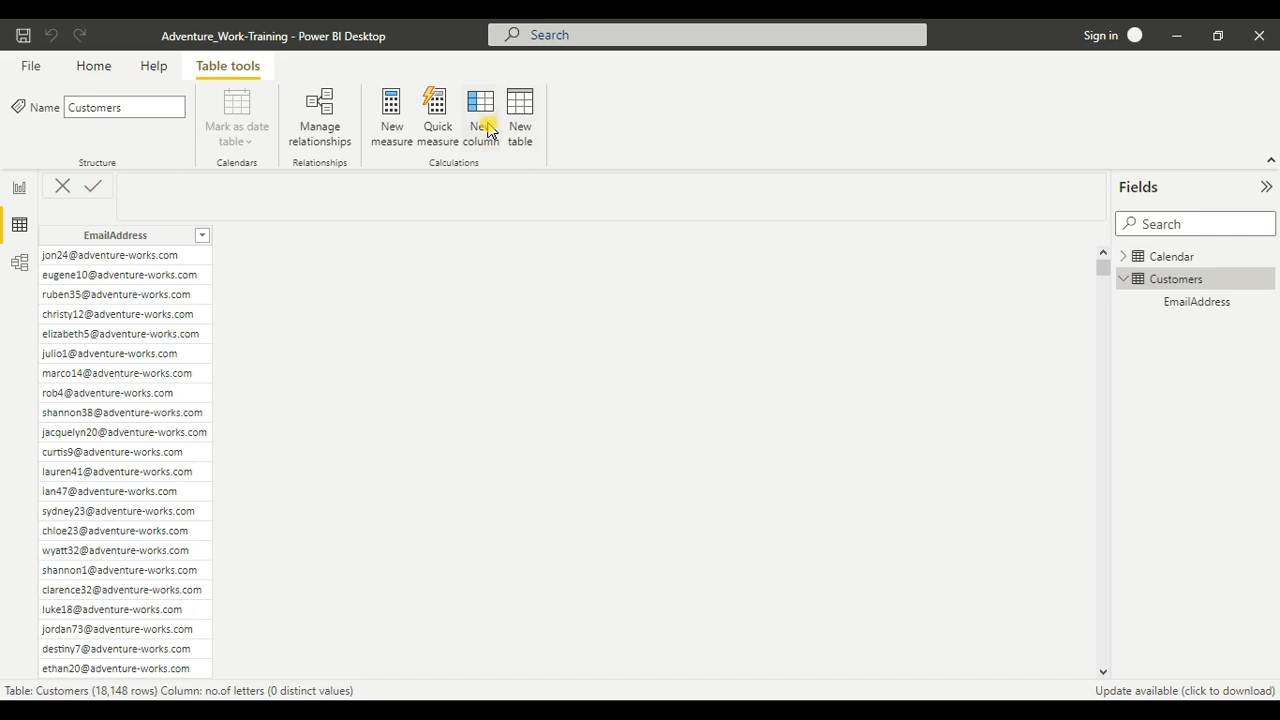 Adventure_Work-Training - Power BI Desktop
Search
Sign in
File
Home
Help
Table tools
Name
Customers
Mark as date
table
Manage
relationships
New
measure
Quick
measure
New
column
New
table
Structure
Calendars
Relationships
Calculations
Fields
Search
Calendar
Customers
EmailAddress
EmailAddress
jon24@adventure-works.com
eugene10@adventure-works.com
ruben35@adventure-works.com
christy12@adventure-works.com
elizabeth5@adventure-works.com
julio1@adventure-works.com
marco14@adventure-works.com
rob4@adventure-works.com
shannon38@adventure-works.com
jacquelyn20@adventure-works.com
curtis9@adventure-works.com
lauren41@adventure-works.com
ian47@adventure-works.com
sydney23@adventure-works.com
chloe23@adventure-works.com
wyatt32@adventure-works.com
shannon1@adventure-works.com
clarence32@adventure-works.com
luke18@adventure-works.com
jordan73@adventure-works.com
destiny7@adventure-works.com
ethan20@adventure-works.com
Table: Customers (18,148 rows) Column: no.of letters (0 distinct values)
Update available (click to download)